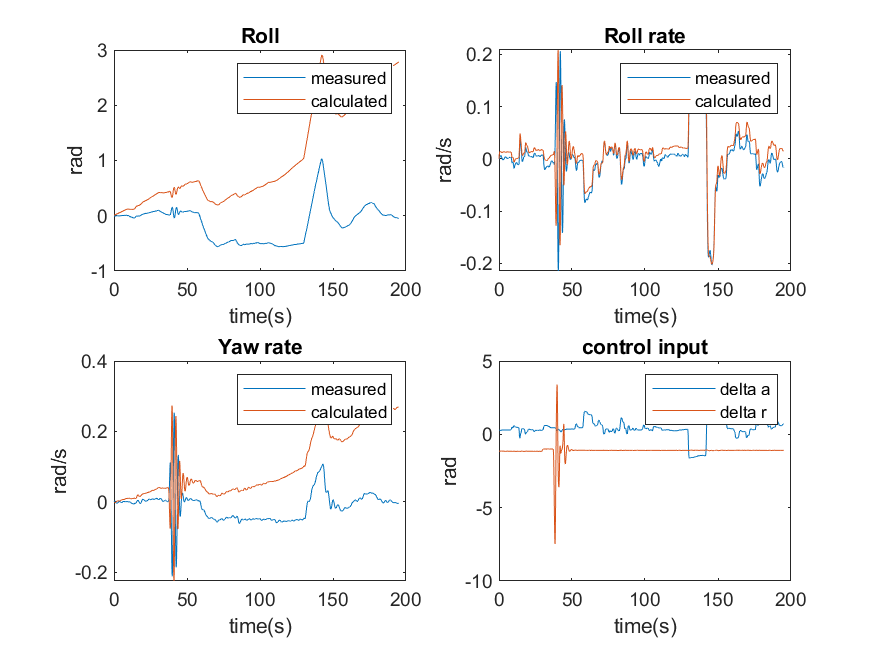 Roll
3
2
1
0
-1
rad
measured
calculated
0
50
100
150
200
time(s)
Roll rate
0.2
0.1
0
-0.1
-0.2
rad/s
measured
calculated
0
50
100
150
200
time(s)
Yaw rate
0.4
0.2
0
-0.2
rad/s
measured
calculated
0
50
100
150
200
time(s)
control input
5
0
-5
-10
rad
delta a
delta r
0
50
100
150
200
time(s)